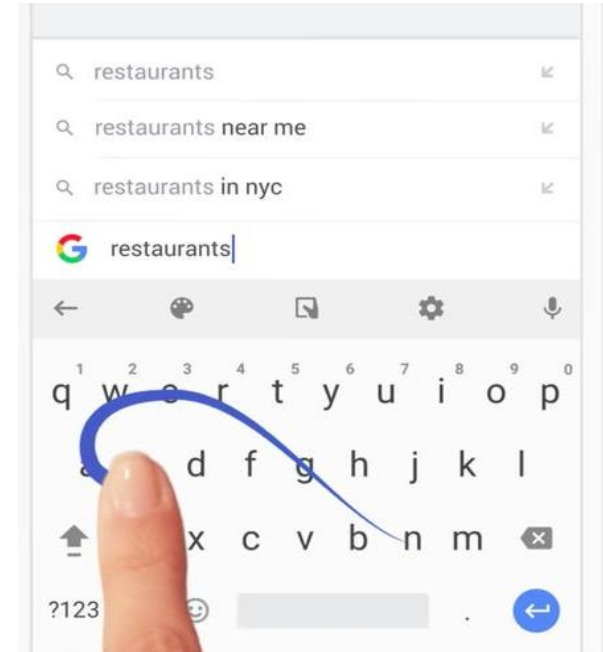 restaurants
restaurants near me
restaurants in nyc
restaurants
1 2 3 4 5 6 7 8 9 0
q w e r t y u i o p
a d f g h j k l
x c v b n m
?123 .